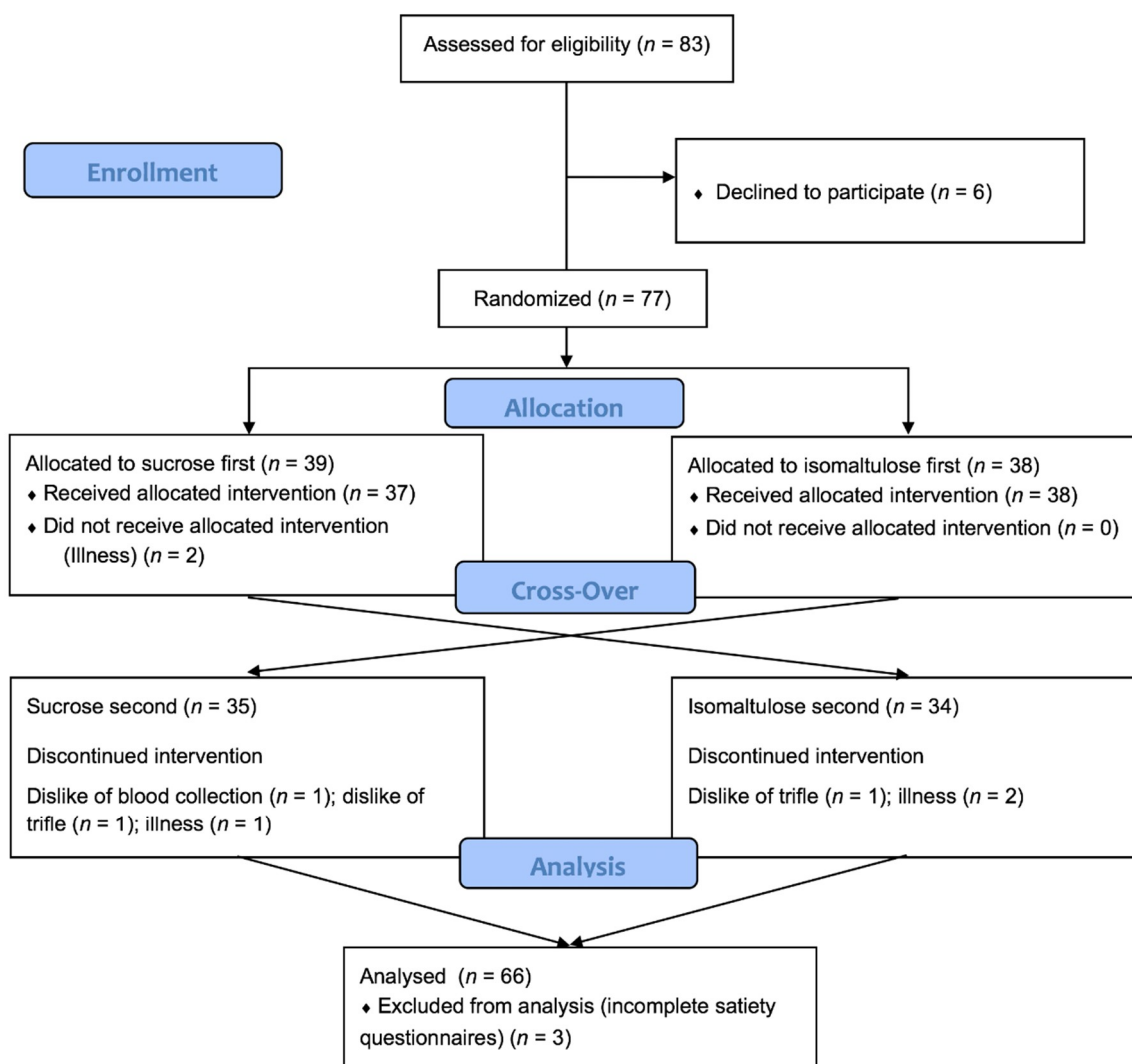 Assessed for eligibility (n = 83)
Enrollment
♦ Declined to participate (n = 6)
Randomized (n = 77)
Allocation
Allocated to sucrose first (n = 39)
♦ Received allocated intervention (n = 37)
♦ Did not receive allocated intervention
(Illness) (n = 2)
Allocated to isomaltulose first (n = 38)
♦ Received allocated intervention (n = 38)
♦ Did not receive allocated intervention (n = 0)
Cross-Over
Sucrose second (n = 35)
Discontinued intervention
Dislike of blood collection (n = 1); dislike of
trifle (n = 1); illness (n = 1)
Isomaltulose second (n = 34)
Discontinued intervention
Dislike of trifle (n = 1); illness (n = 2)
Analysis
Analysed (n = 66)
♦ Excluded from analysis (incomplete satiety
questionnaires) (n = 3)